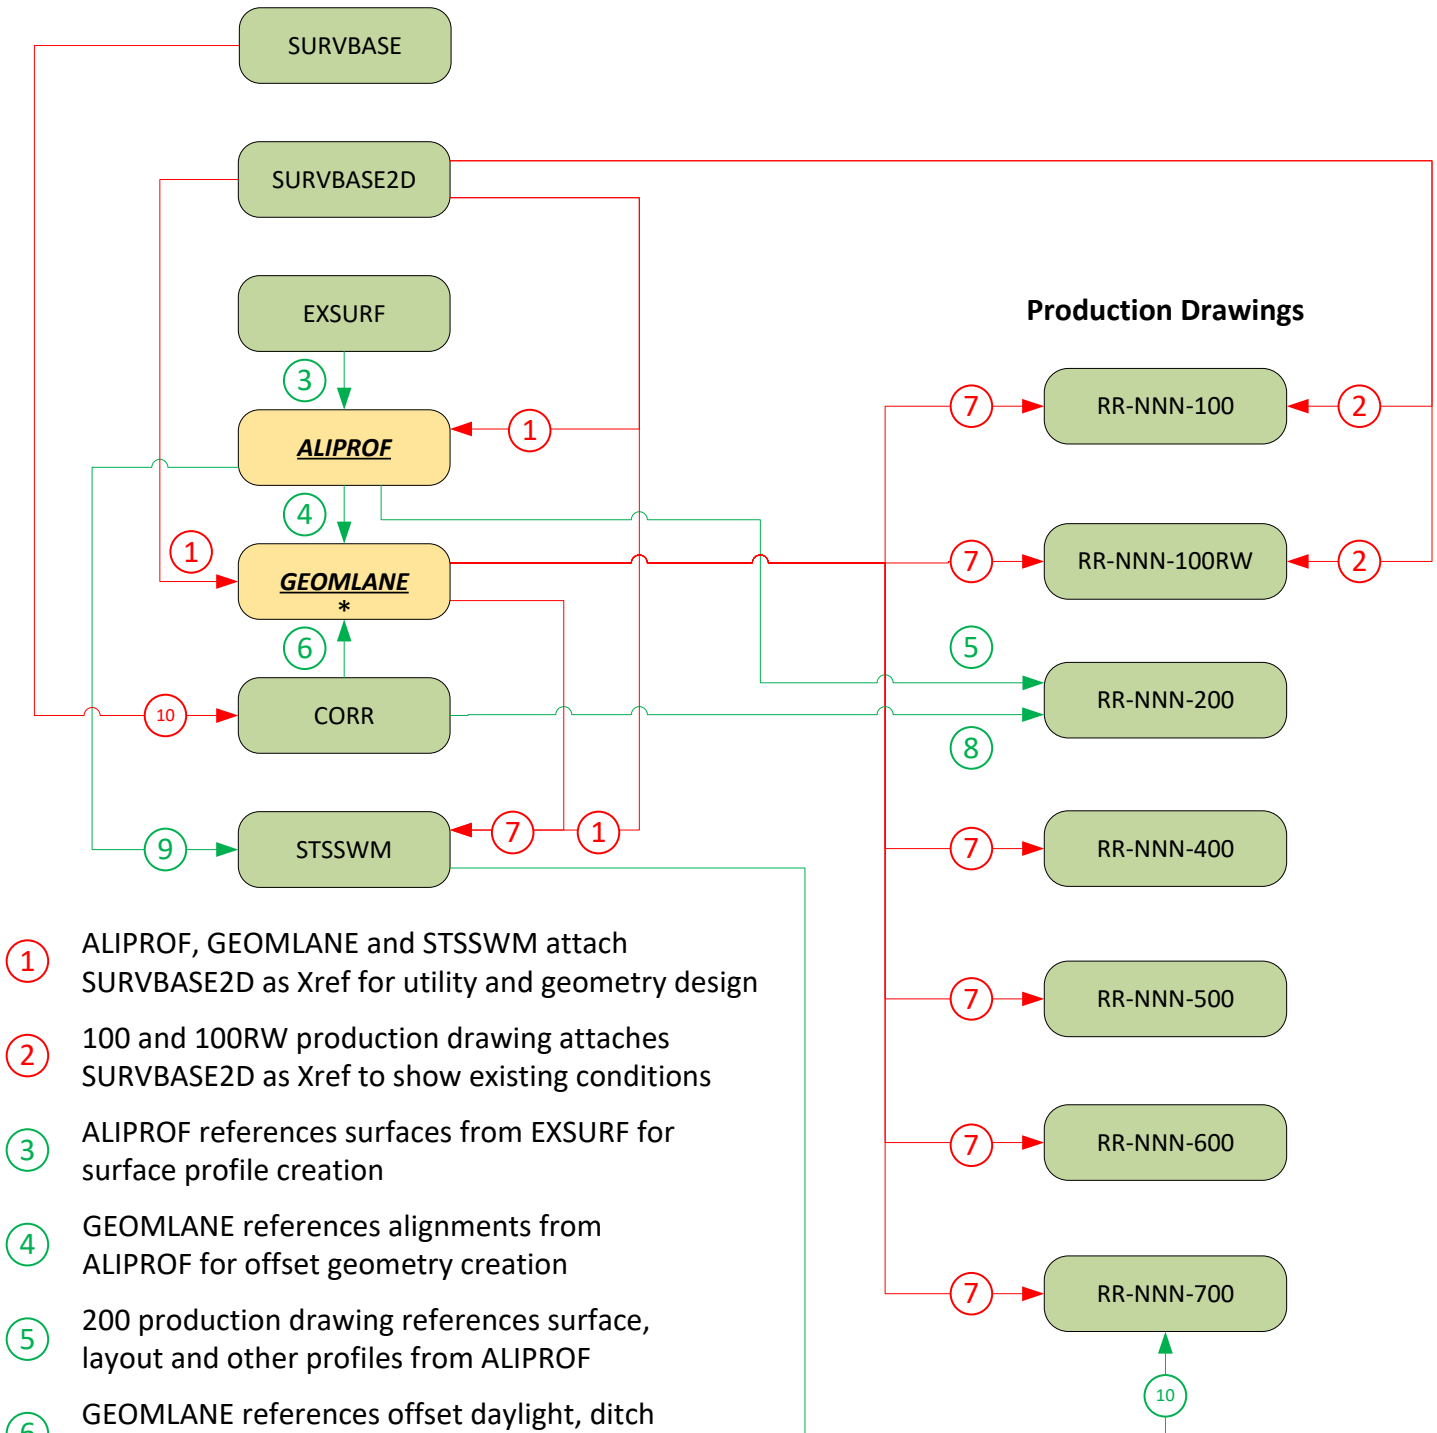 SURVBASE
SURVBASE2D
EXSURF
Production Drawings
3
7
RR-NNN-100
2
1
ALIPROF
4
1
7
RR-NNN-100RW
2
GEOMLANE
*
6
5
RR-NNN-200
10
CORR
8
9
STSSWM
7
1
7
RR-NNN-400
1
ALIPROF, GEOMLANE and STSSWM attach
SURVBASE2D as Xref for utility and geometry design
7
RR-NNN-500
2
100 and 100RW production drawing attaches
SURVBASE2D as Xref to show existing conditions
3
ALIPROF references surfaces from EXSURF for
surface profile creation
7
RR-NNN-600
4
GEOMLANE references alignments from
ALIPROF for offset geometry creation
7
RR-NNN-700
5
200 production drawing references surface,
layout and other profiles from ALIPROF
10
6
GEOMLANE references offset daylight, ditch